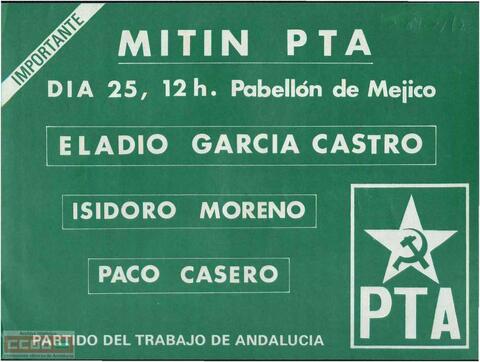 IMPORTANTE
MITIN PTA
DIA 25, 12h. Pabellón de Mejico
ELADIO GARCIA CASTRO
ISIDORO MORENO
PACO CASERO
PTA
PARTIDO DEL TRABAJO DE ANDALUCIA